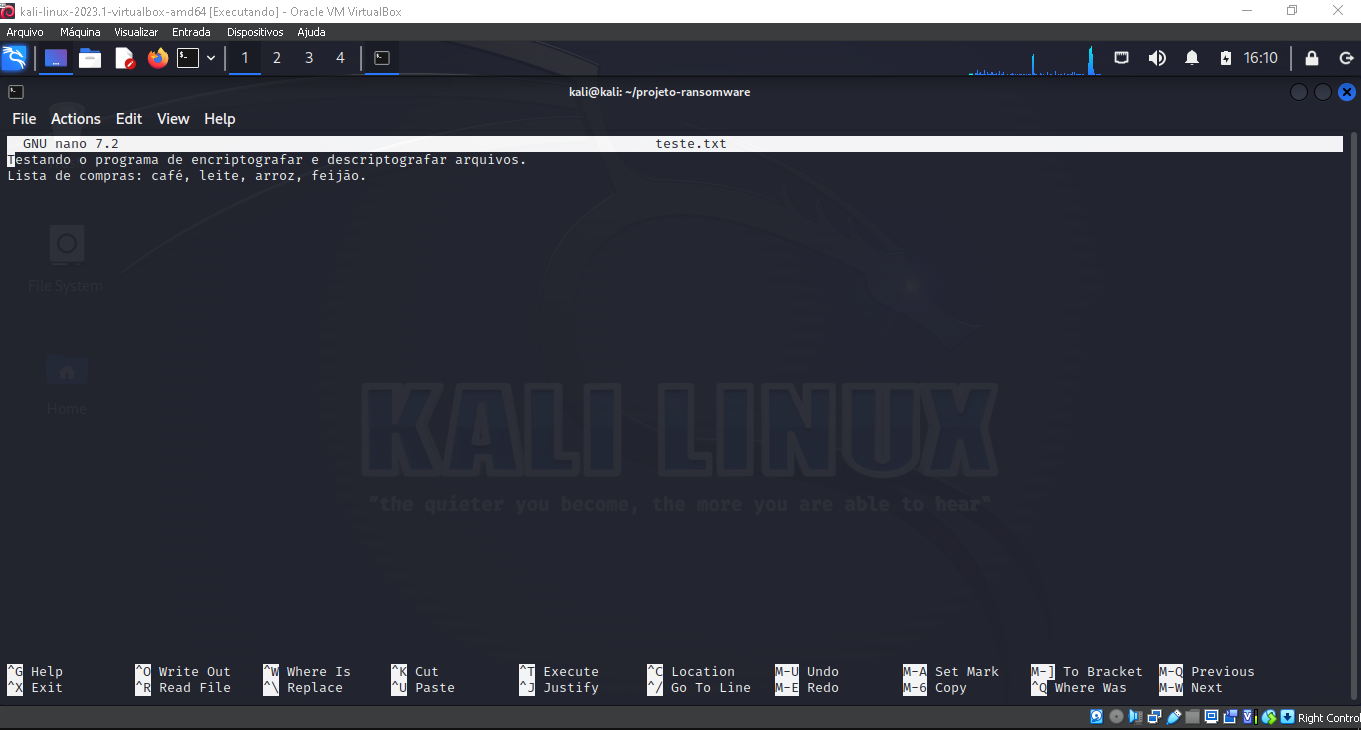 kali-linux-2023.1-virtualbox-amd64 [Executando] - Oracle VM VirtualBox
Arquivo Máquina Visualizar Entrada Dispositivos Ajuda
1 2 3 4 16:10
kali@kali: ~/projeto-ransomware
File Actions Edit View Help
GNU nano 7.2 teste.txt
Testando o programa de encriptografar e descriptografar arquivos.
Lista de compras: café, leite, arroz, feijão.
File System
Home
KALI LINUX
"the quieter you become, the more you are able to hear"
^G Help ^O Write Out ^W Where Is ^K Cut ^T Execute ^C Location M-U Undo M-A Set Mark M-] To Bracket M-Q Previous
^X Exit ^R Read File ^\ Replace ^U Paste ^J Justify ^/ Go To Line M-E Redo M-6 Copy ^Q Where Was M-W Next
Right Control